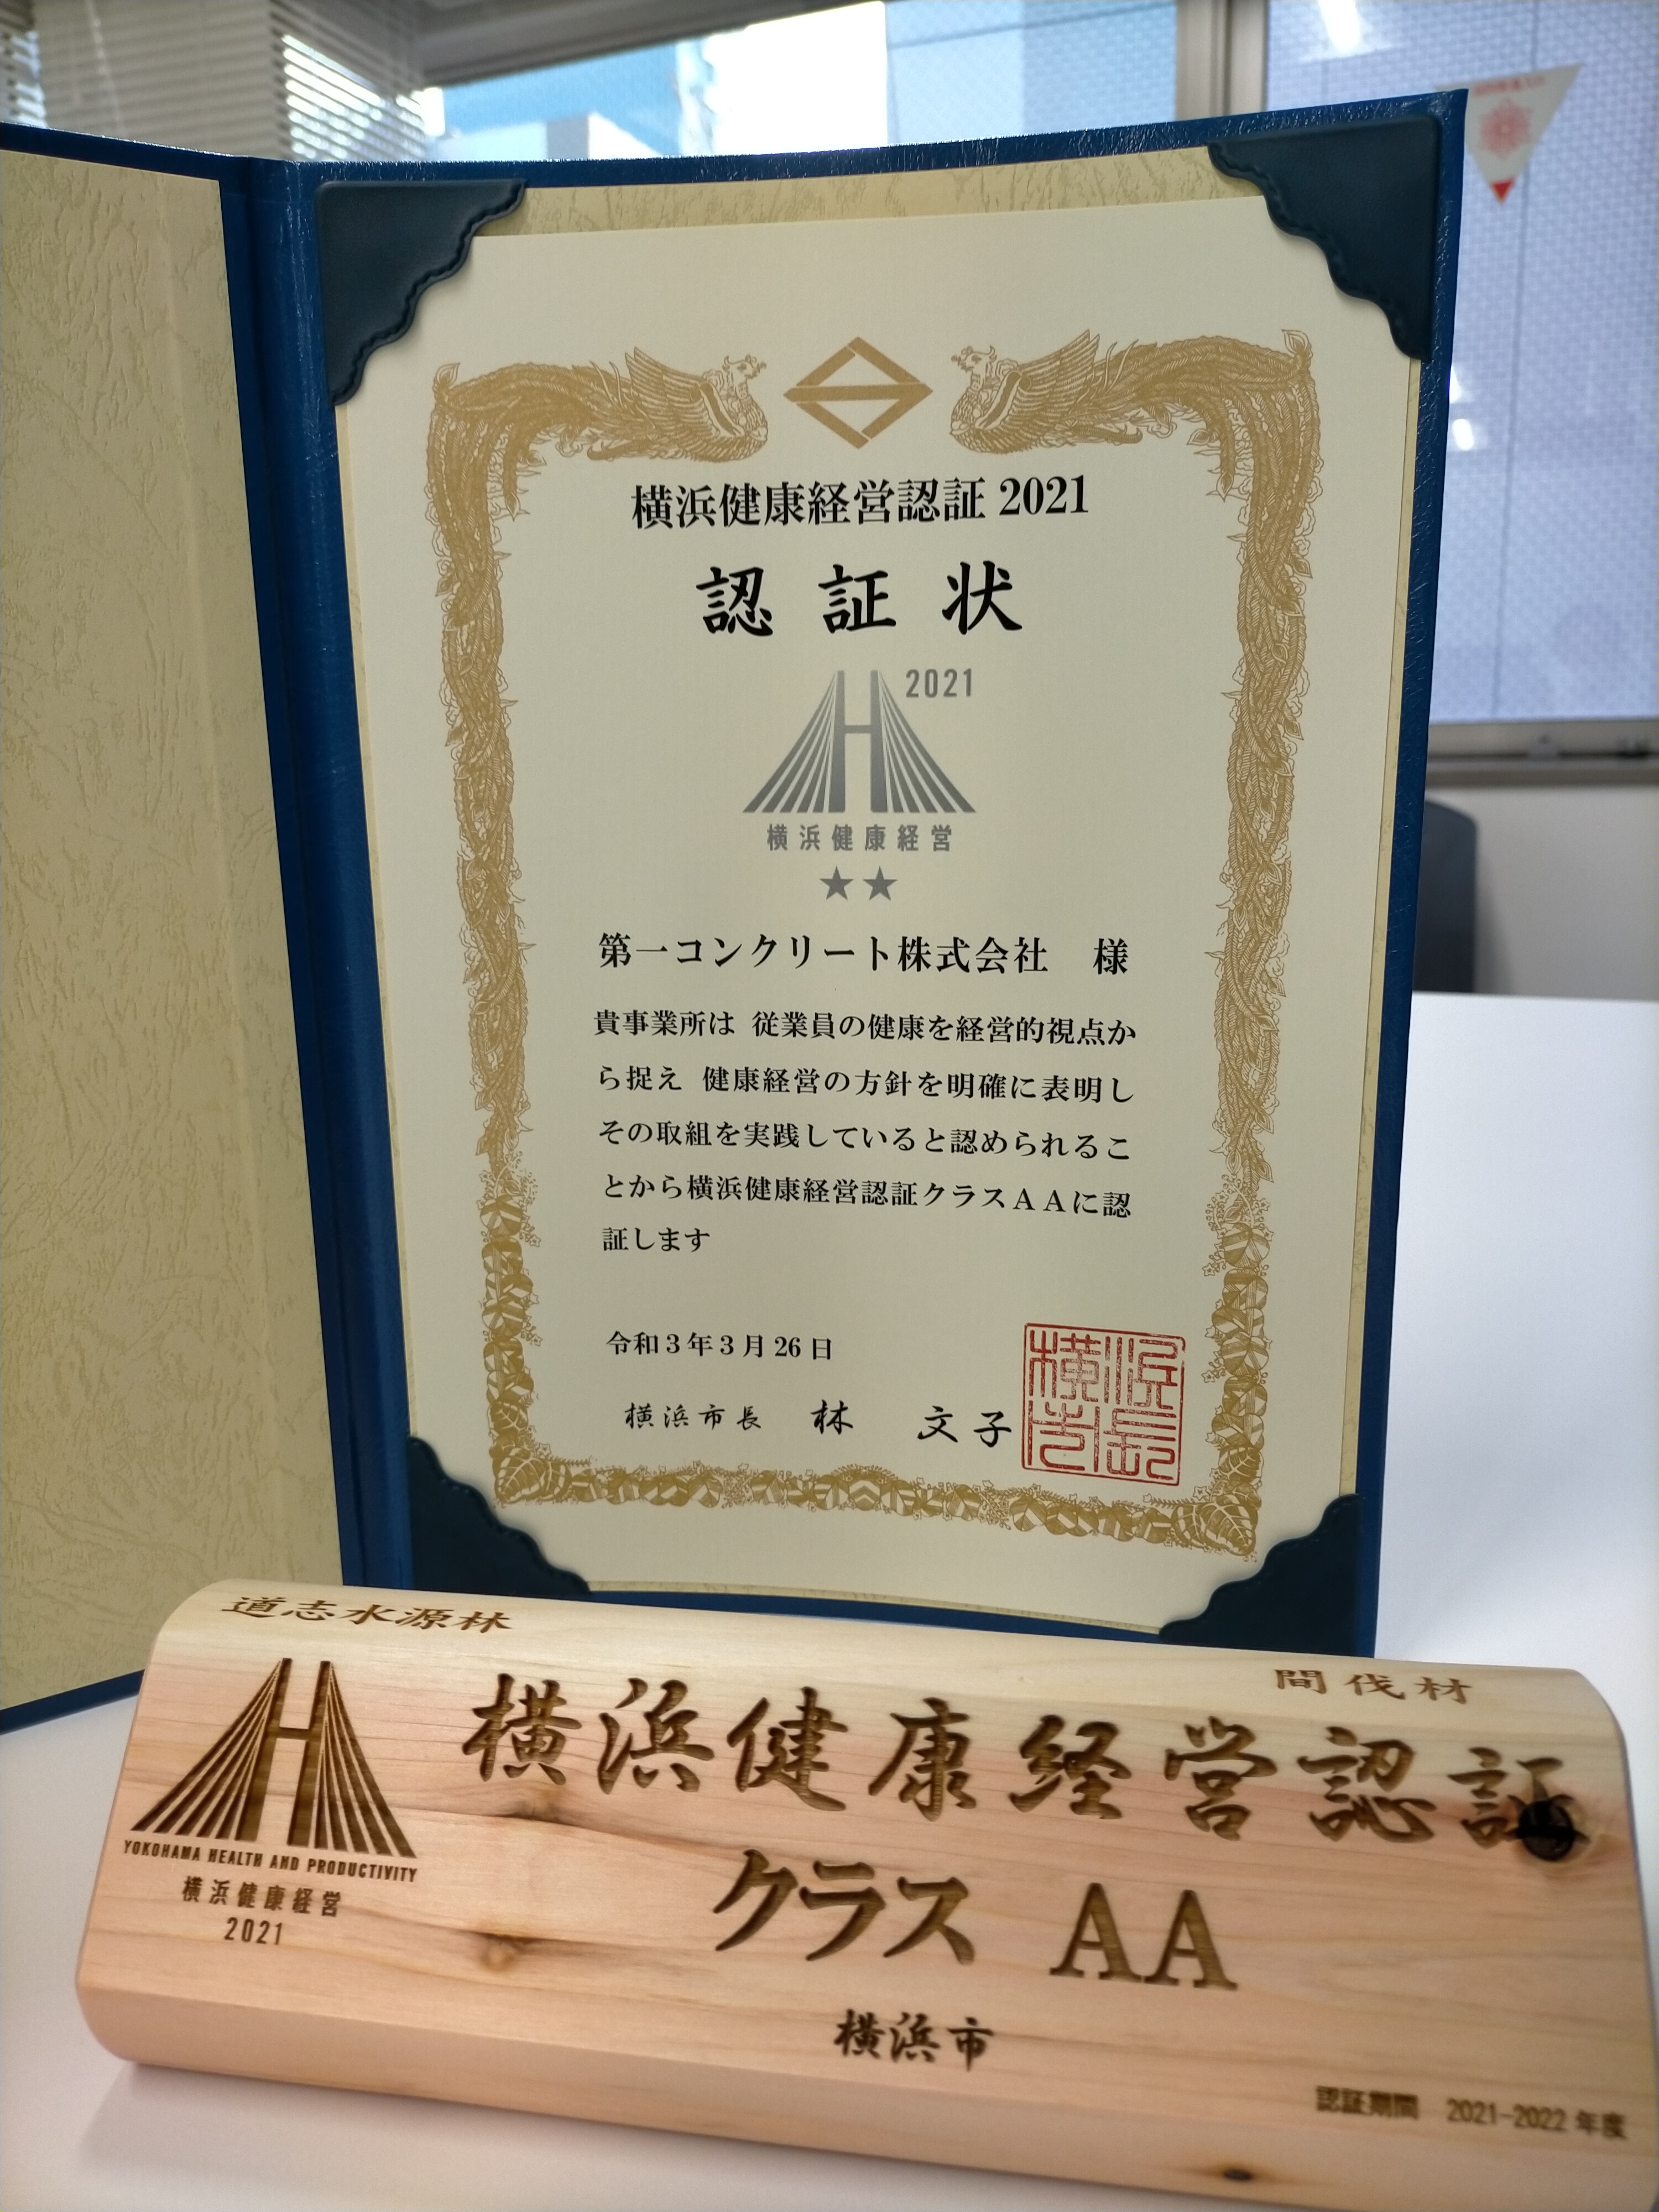 横浜健康経営認証 2021
認証状
2021
横浜健康経営
★★
第一コンクリート株式会社　様
貴事業所は 従業員の健康を経営的視点か
ら捉え 健康経営の方針を明確に表明し
その取組を実践していると認められるこ
とから横浜健康経営認証クラスＡＡに認
証します
令和３年３月 26 日
横浜市長　林　文子
横浜市長
道志水源林
間伐材
横浜健康経営認証
YOKOHAMA HEALTH AND PRODUCTIVITY
横浜健康経営
2021
クラス AA
横浜市
認証期間　2021-2022 年度